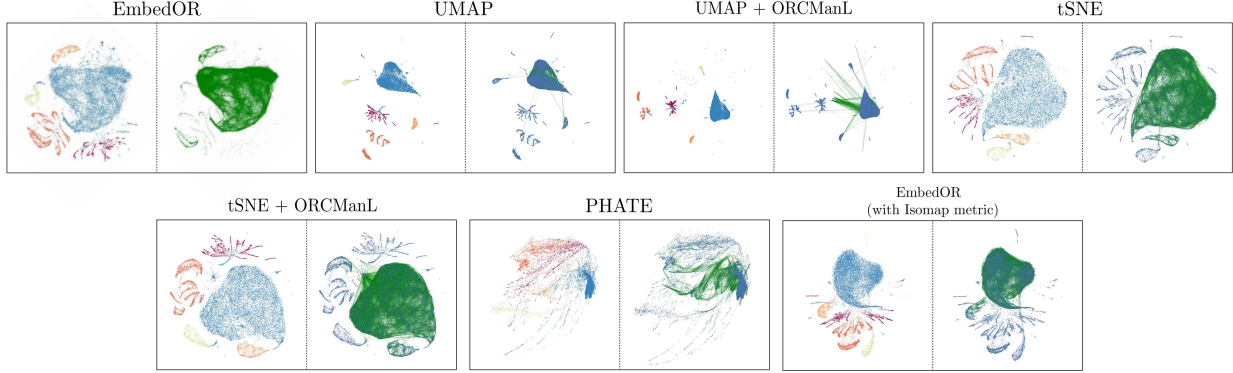 EmbedOR
UMAP
UMAP + ORCManL
tSNE
tSNE + ORCManL
PHATE
EmbedOR
(with Isomap metric)